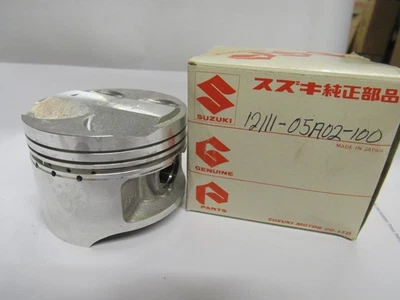 スズキ純正部品
SUZUKI
12111-05A02-100
MADE IN JAPAN
GENUINE
PARTS
SUZUKI MOTOR CO.,LTD.